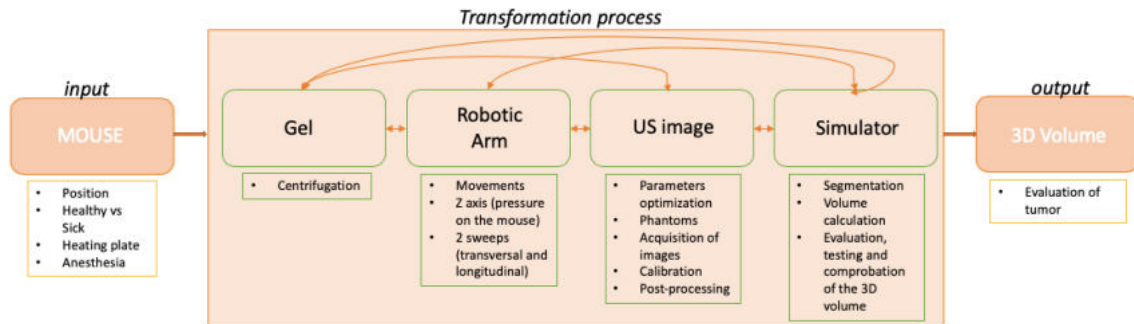 Transformation process
input
MOUSE
• Position
• Healthy vs
Sick
• Heating plate
• Anesthesia
Gel
• Centrifugation
Robotic
Arm
• Movements
• Z axis (pressure
on the mouse)
• 2 sweeps
(transversal and
longitudinal)
US image
• Parameters
optimization
• Phantoms
• Acquisition of
images
• Calibration
• Post-processing
Simulator
• Segmentation
• Volume
calculation
• Evaluation,
testing and
comprobation
of the 3D
volume
output
3D Volume
• Evaluation of
tumor